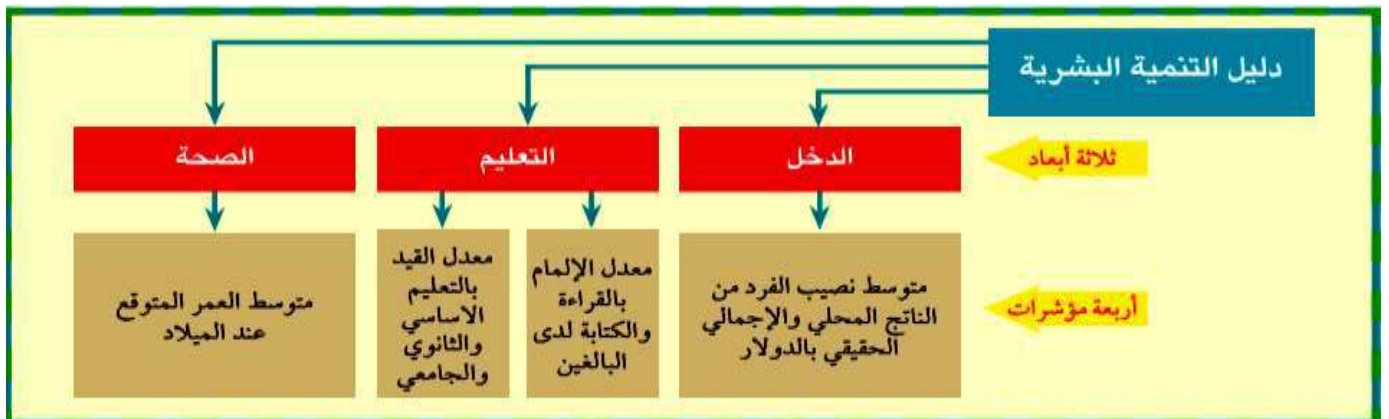 دليل التنمية البشرية
ثلاثة أبعاد
الدخل
التعليم
الصحة
أربعة مؤشرات
متوسط نصيب الفرد من
الناتج المحلي والإجمالي
الحقيقي بالدولار
معدل الإلمام
بالقراءة
والكتابة لدى
البالغين
معدل القيد
بالتعليم
الاساسي
والثانوي
والجامعي
متوسط العمر المتوقع
عند الميلاد